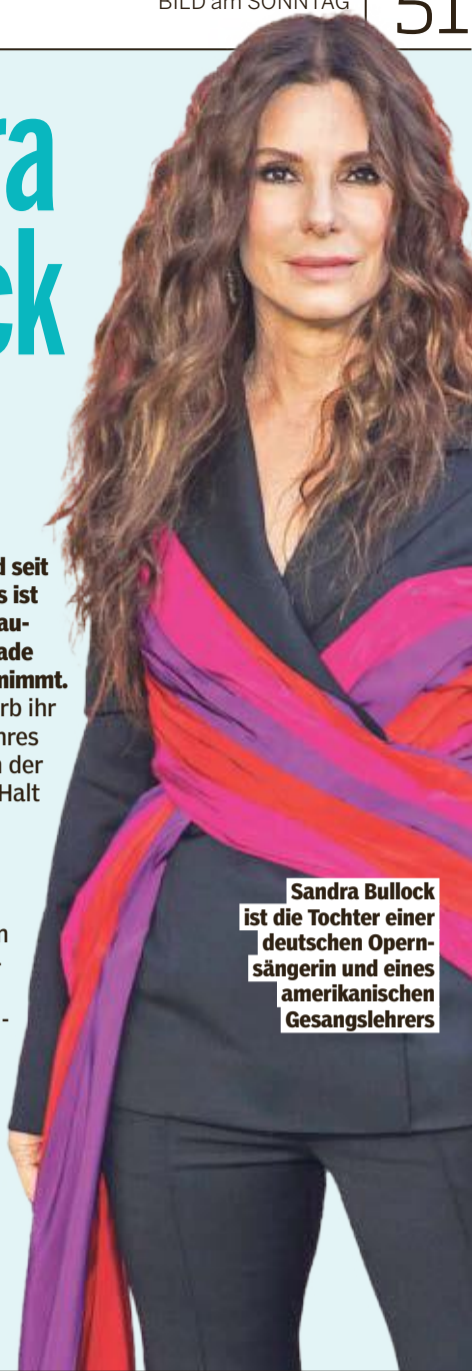 BILD am SONNTAG
51
ra
ck
d seit
s ist
au-
ade
nimmt.
rb ihr
hres
n der
Halt
n
-
Sandra Bullock
ist die Tochter einer
deutschen Opern-
sängerin und eines
amerikanischen
Gesangslehrers